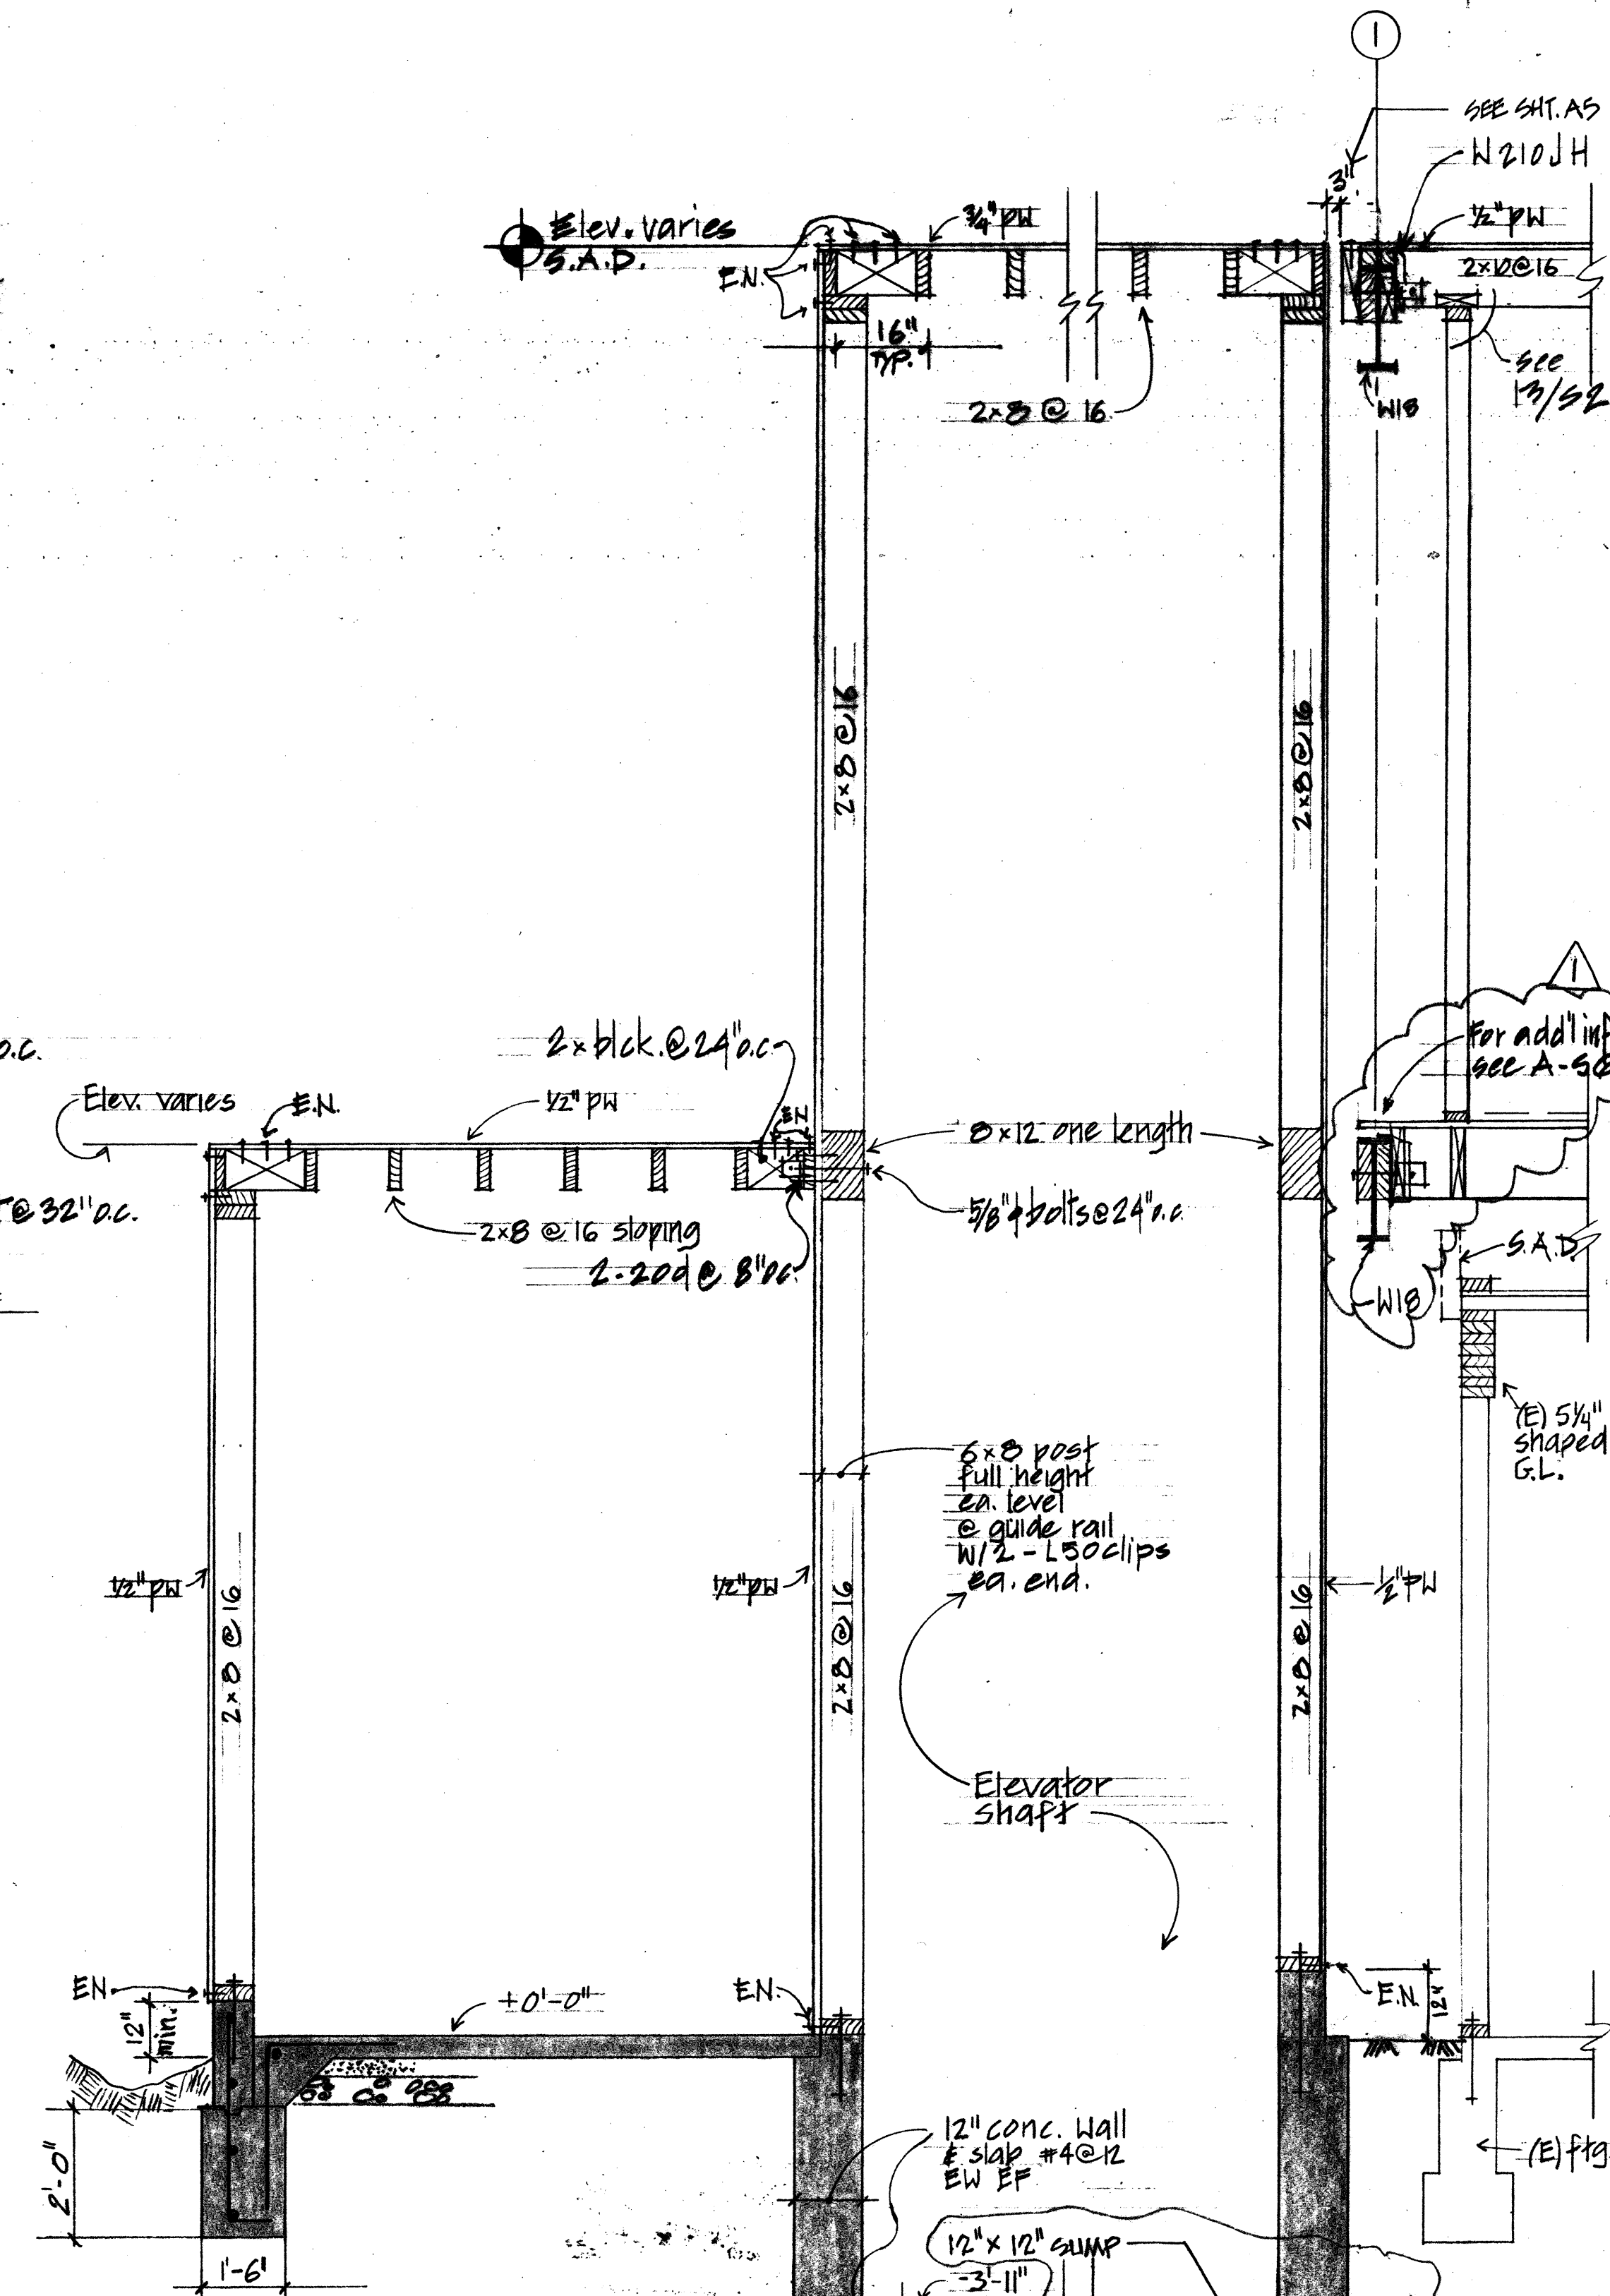 1
SEE SHT. A5
W210JH
3"
Elev. varies
S.A.D.
3/4" PW
1/2" PW
E.N.
2x10@16
16"
TYP.
2x8 @ 16
W18
see
13/S2
2x8 @ 16
2x8 @ 16
1
For add'l inf
see A-5
o.c.
2x blck. @ 24" o.c.
Elev. varies
E.N.
1/2" PW
EN
8x12 one length
T @ 32" o.c.
2x8 @ 16 sloping
5/8"φ bolts @ 24" o.c.
2-20d @ 8" oc.
S.A.D.
W18
(E) 5 1/4"
shaped
G.L.
6x8 post
full height
ea. level
@ guide rail
W/2 - L50 clips
ea. end.
1/2" PW
2x8 @ 16
1/2" PW
2x8 @ 16
2x8 @ 16
1/2" PW
Elevator
shaft
EN
12"
min.
±0'-0"
EN.
E.N.
12"
2'-0"
1'-6"
12" conc. Wall
& slab #4@12
EW EF
(E) ftg
12" x 12" SUMP
-3'-11"